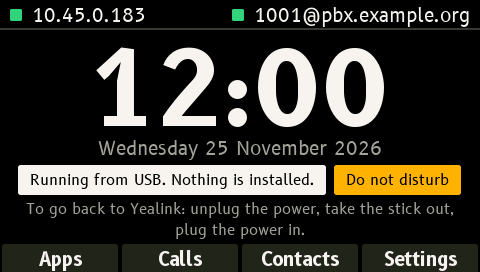 10.45.0.183 1001@pbx.example.org
12:00
Wednesday 25 November 2026
Running from USB. Nothing is installed. Do not disturb
To go back to Yealink: unplug the power, take the stick out,
plug the power in.
Apps Calls Contacts Settings